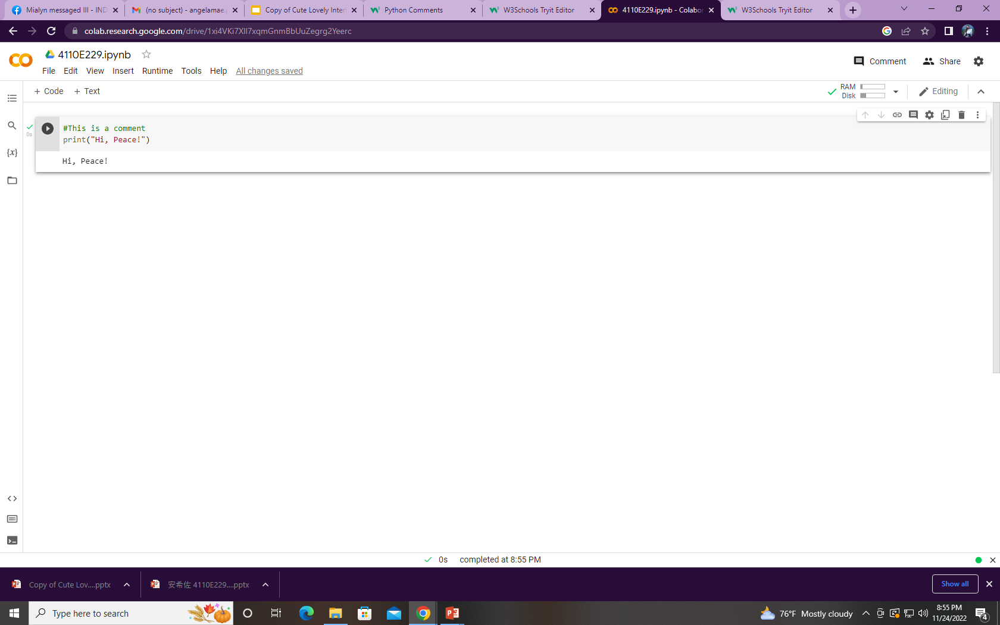 Mialyn messaged III - IND
(no subject) - angelamae.
Copy of Cute Lovely Inter
Python Comments
W3Schools Tryit Editor
4110E229.ipynb - Colabor
W3Schools Tryit Editor
colab.research.google.com/drive/1xi4VKi7XlI7xqmGnmBbUuZegrg2Yeerc
4110E229.ipynb
Comment
Share
File Edit View Insert Runtime Tools Help All changes saved
+ Code + Text
RAM
Disk
Editing
0s
#This is a comment
print("Hi, Peace!")
{x}
Hi, Peace!
0s completed at 8:55 PM
Copy of Cute Lov....pptx
安希佐 4110E229....pptx
Show all
Type here to search
76°F Mostly cloudy
8:55 PM
11/24/2022
4